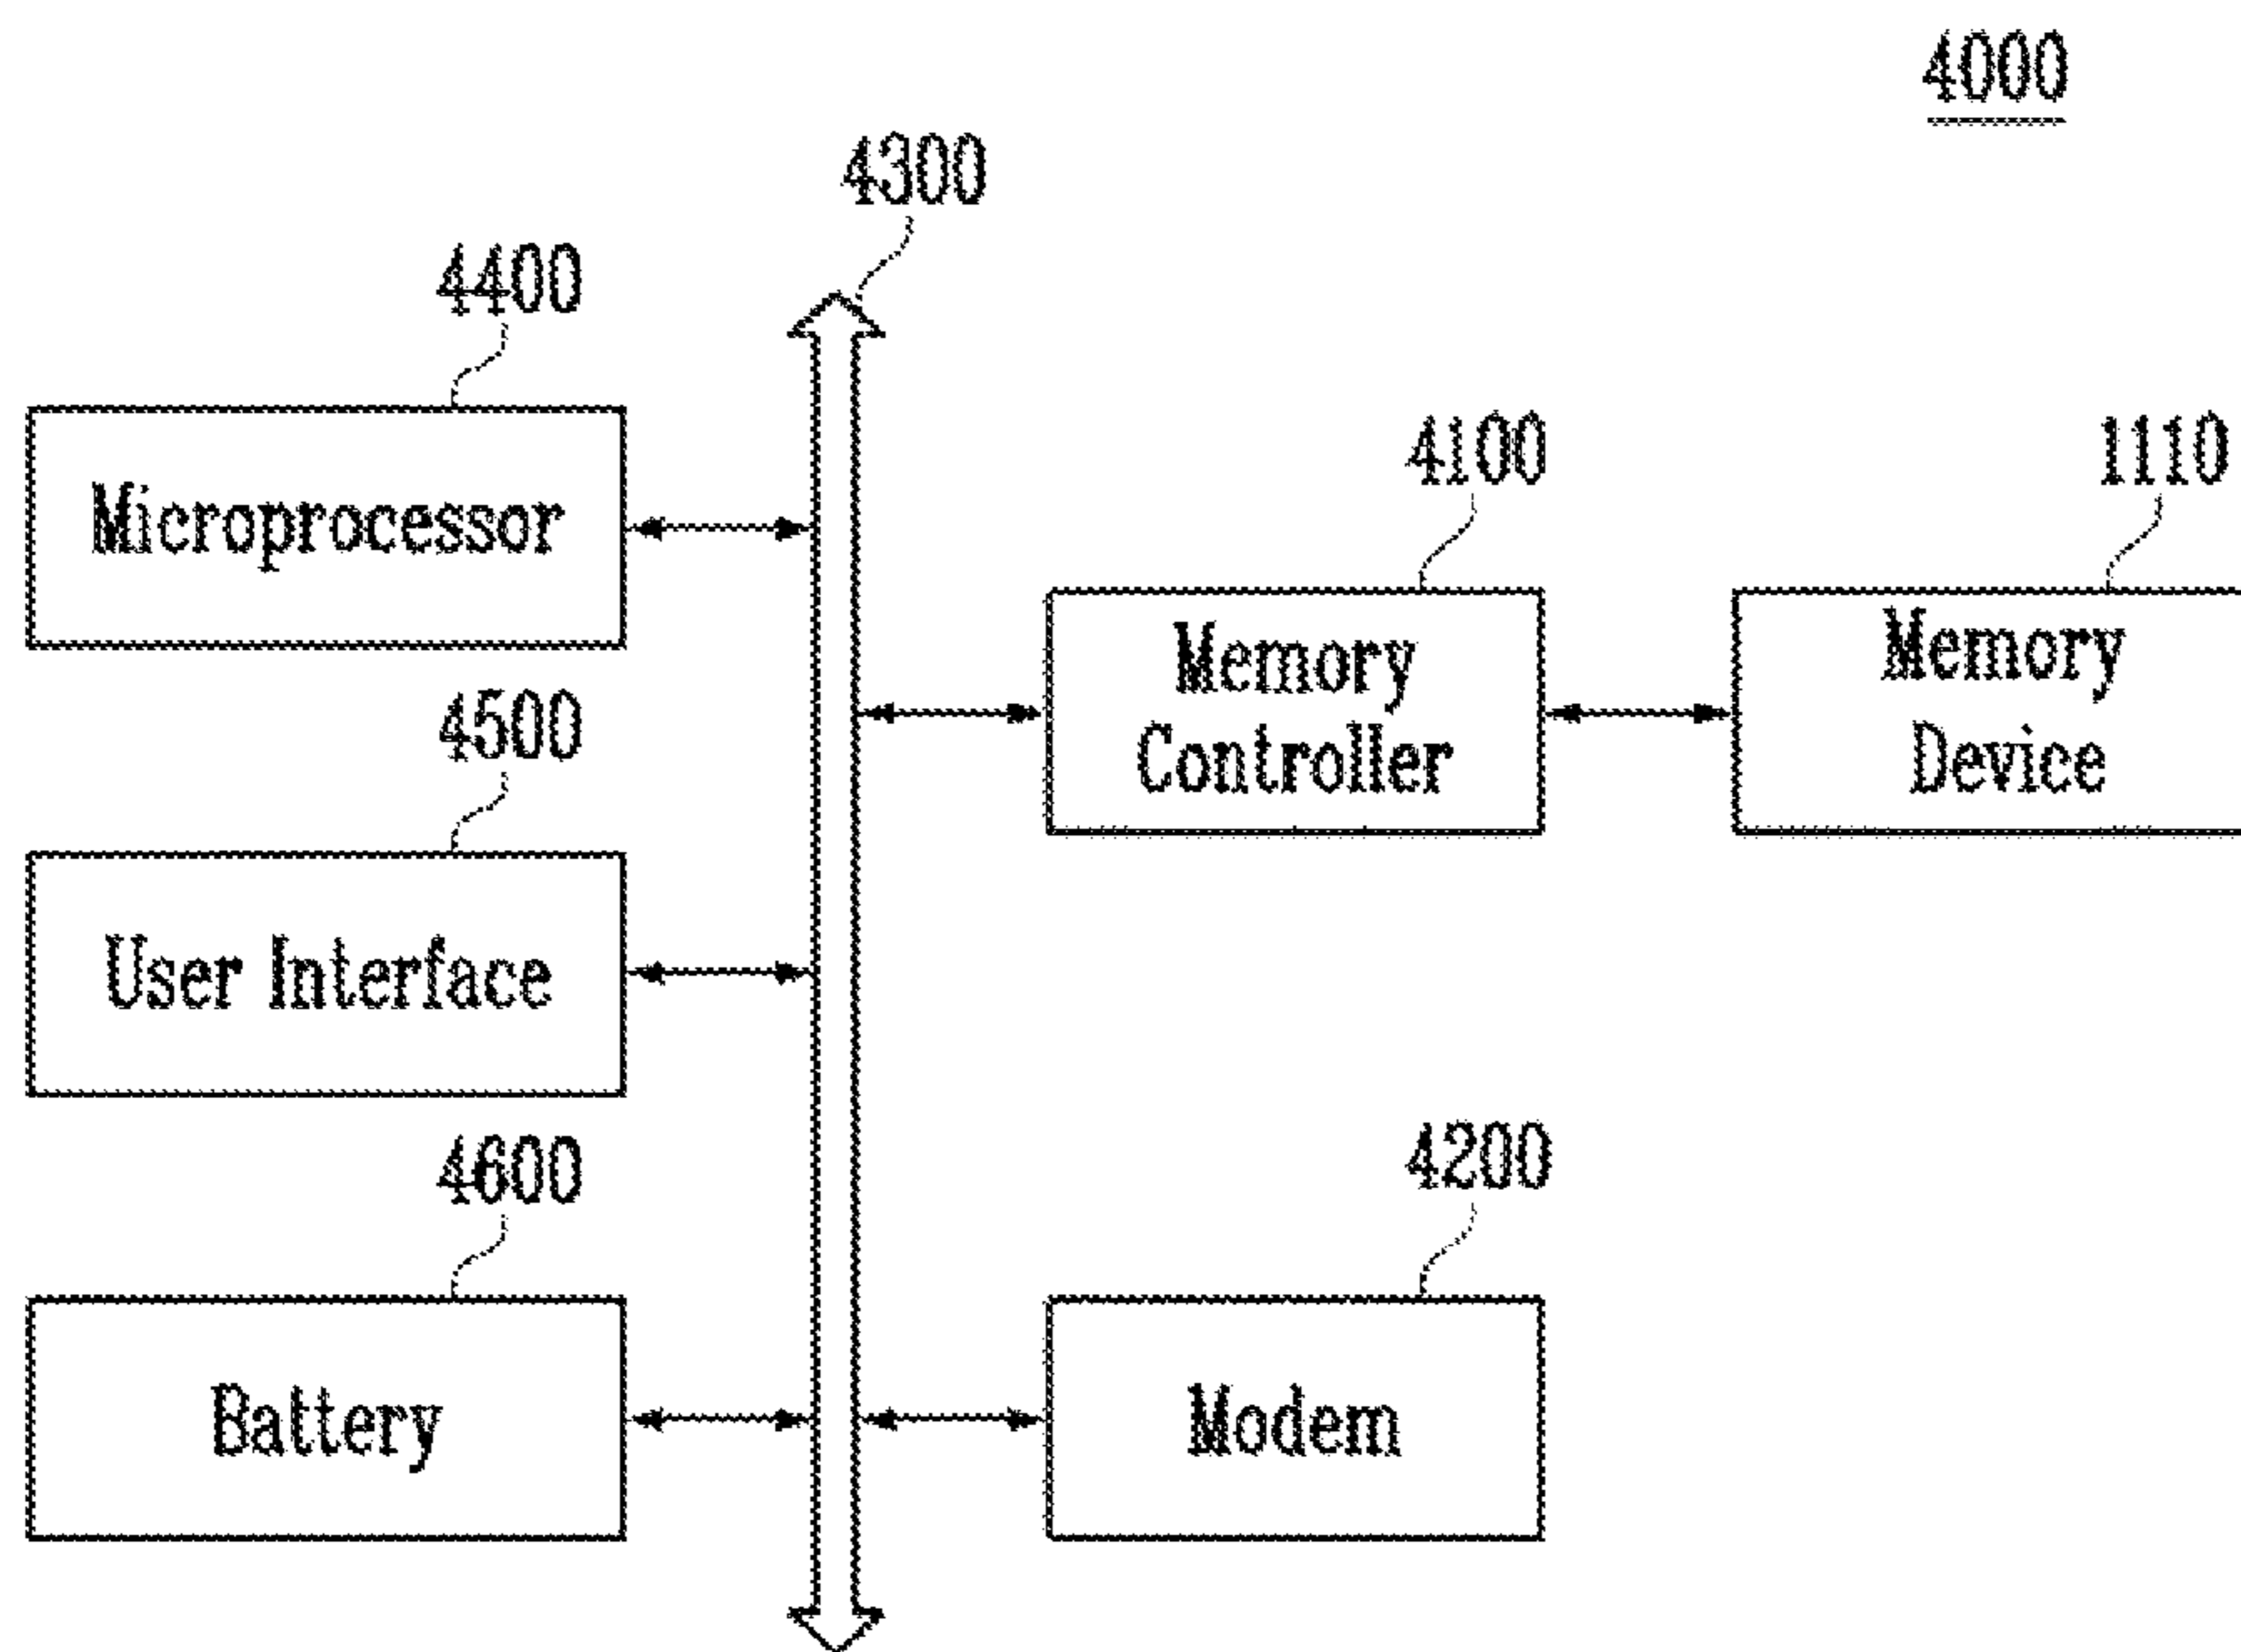 4000
4300
4400
Microprocessor
4100
1110
Memory
Controller
Memory
Device
4500
User Interface
4600
Battery
4200
Modem